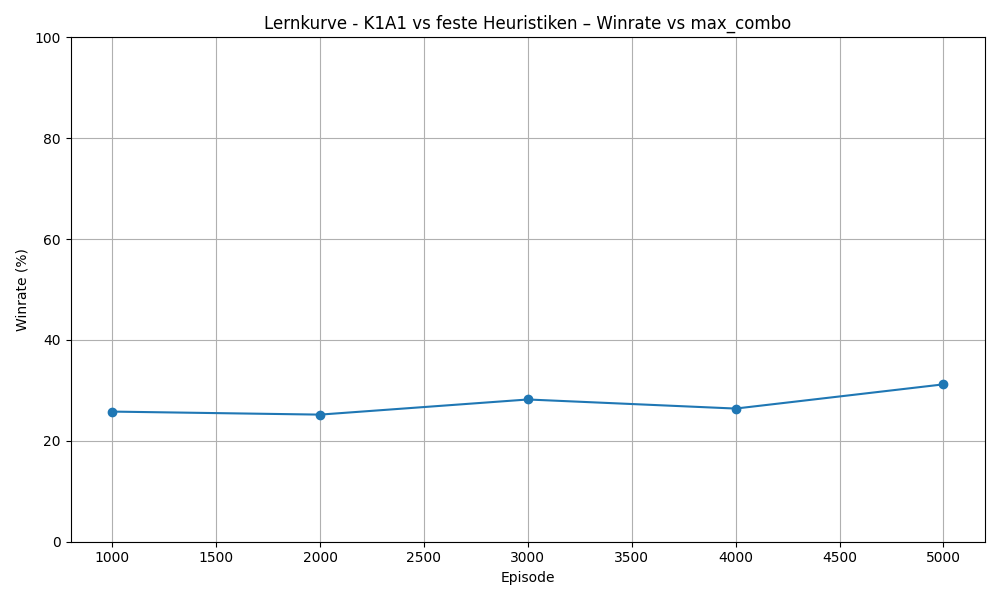 Lernkurve - K1A1 vs feste Heuristiken – Winrate vs max_combo
100
80
60
40
20
0
Winrate (%)
1000 1500 2000 2500 3000 3500 4000 4500 5000
Episode